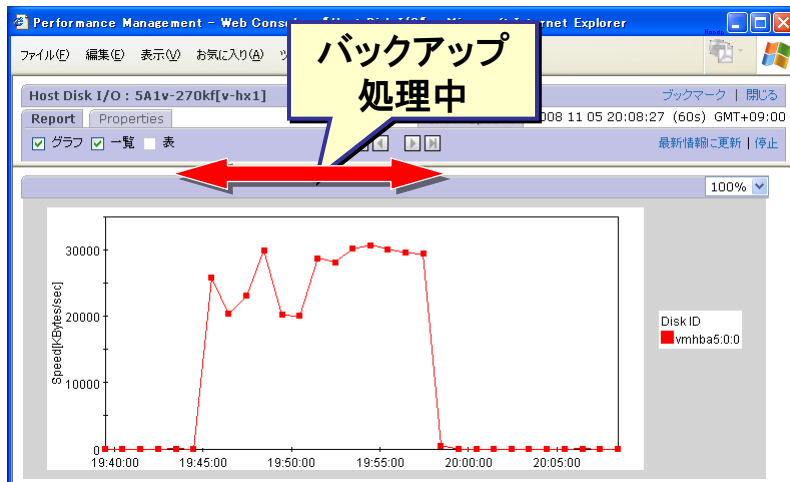 Performance Management - Web Cons
Internet Explorer
ファイル(F) 編集(E) 表示(V) お気に入り(A)
バックアップ
処理中
Host Disk I/O : 5A1v-270kf[v-hx1]
ブックマーク | 閉じる
Report Properties
008 11 05 20:08:27 (60s) GMT+09:00
グラフ 一覧 表
最新情報に更新 | 停止
100%
30000
20000
10000
0
Speed[KBytes/sec]
19:40:00 19:45:00 19:50:00 19:55:00 20:00:00 20:05:00
Disk ID
vmhba5:0:0